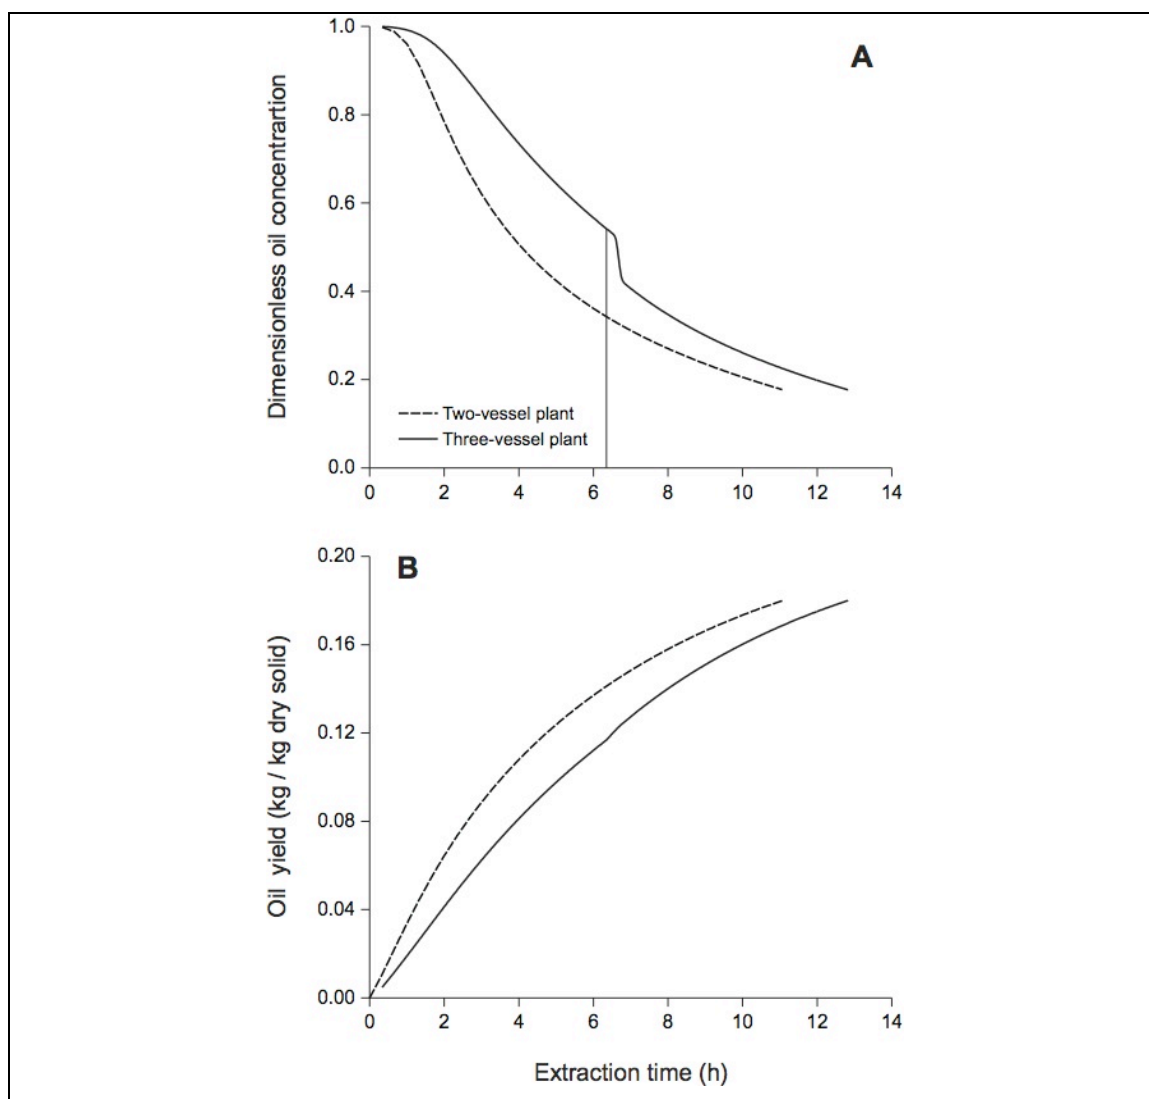 A
Dimensionless oil concentrartion
1.0
0.8
0.6
0.4
0.2
0.0
Two-vessel plant
Three-vessel plant
0 2 4 6 8 10 12 14
B
Oil yield (kg / kg dry solid)
0.20
0.16
0.12
0.08
0.04
0.00
0 2 4 6 8 10 12 14
Extraction time (h)